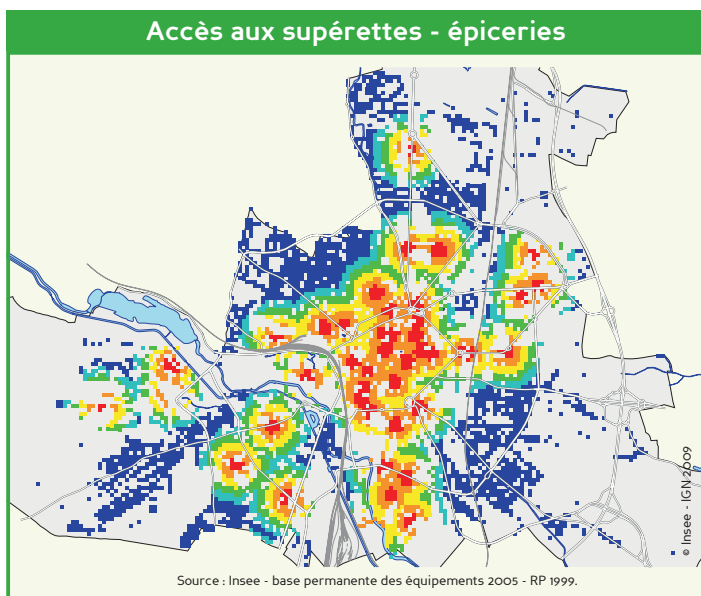 Accès aux supérettes - épiceries
© Insee - IGN 2009
Source : Insee - base permanente des équipements 2005 - RP 1999.